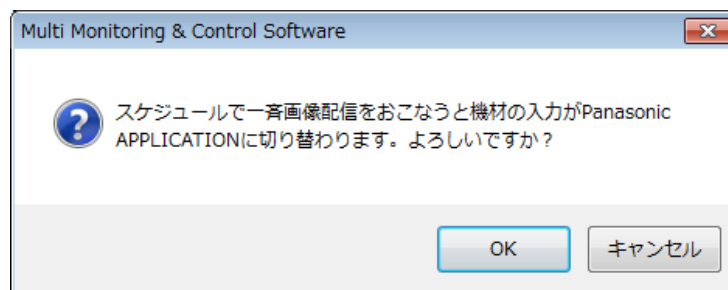 Multi Monitoring & Control Software
スケジュールで一斉画像配信をおこなうと機材の入力がPanasonic
APPLICATIONに切り替わります。よろしいですか？
OK
キャンセル